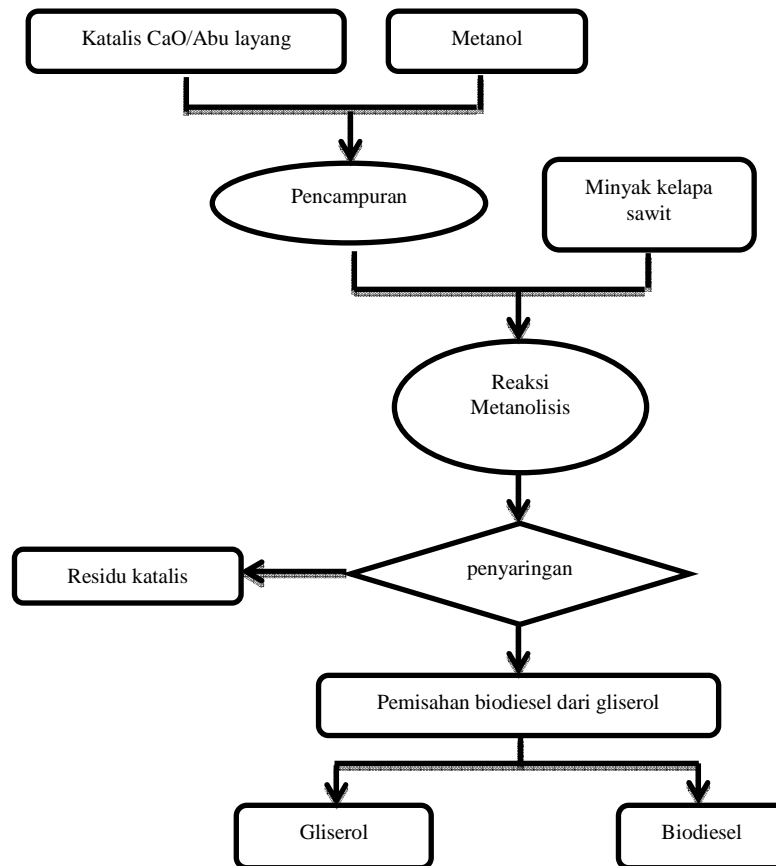 Katalis CaO/Abu layang
Metanol
Pencampuran
Minyak kelapa
sawit
Reaksi
Metanolisis
penyaringan
Residu katalis
Pemisahan biodiesel dari gliserol
Gliserol
Biodiesel